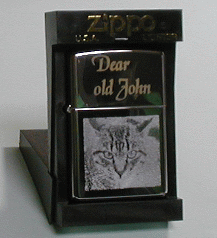 Zippo
U.S.A.
Dear
old John